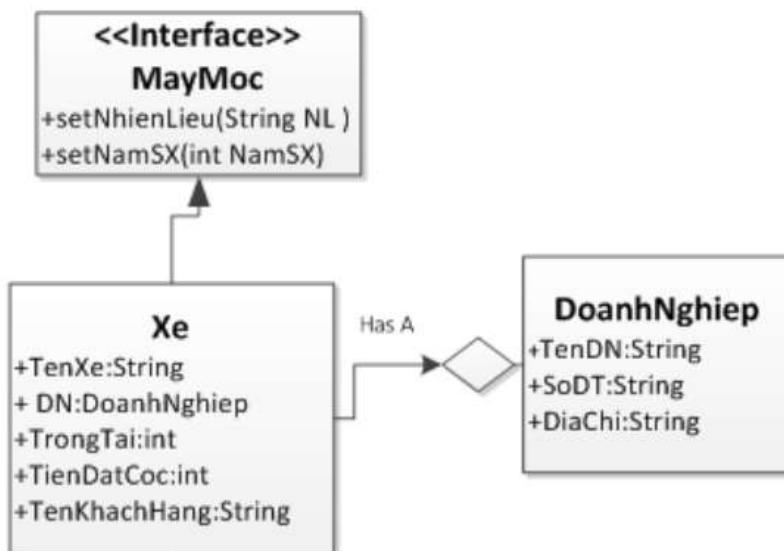 <<Interface>>
MayMoc
+setNhienLieu(String NL )
+setNamSX(int NamSX)
Xe
+TenXe:String
+ DN:DoanhNghiep
+TrongTai:int
+TienDatCoc:int
+TenKhachHang:String
Has A
DoanhNghiep
+TenDN:String
+SoDT:String
+DiaChi:String